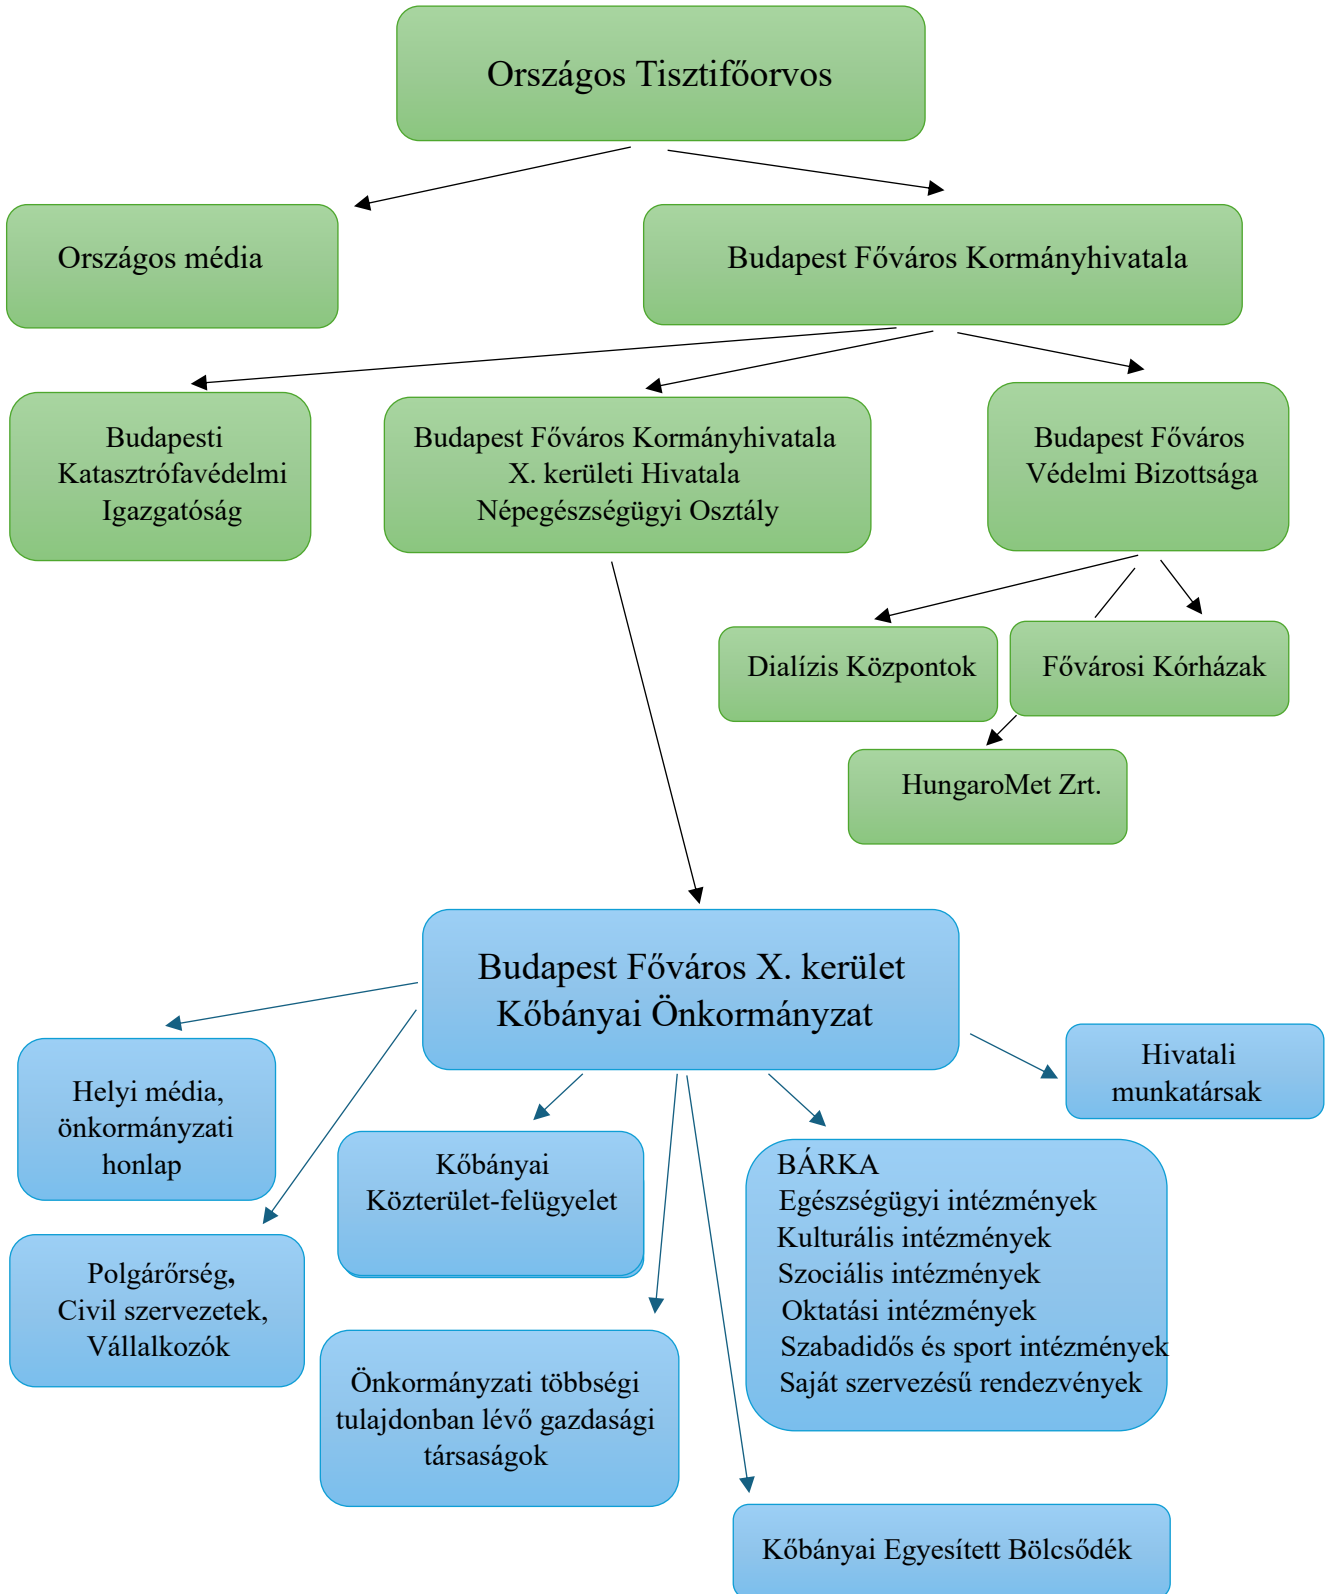 Országos Tisztifőorvos
Országos média
Budapest Főváros Kormányhivatala
Budapesti
Katasztrófavédelmi
Igazgatóság
Budapest Főváros Kormányhivatala
X. kerületi Hivatala
Népegészségügyi Osztály
Budapest Főváros
Védelmi Bizottsága
Dialízis Központok
Fővárosi Kórházak
HungaroMet Zrt.
Budapest Főváros X. kerület
Kőbányai Önkormányzat
Hivatali
munkatársak
Helyi média,
önkormányzati
honlap
Kőbányai
Közterület-felügyelet
BÁRKA
Egészségügyi intézmények
Kulturális intézmények
Szociális intézmények
Oktatási intézmények
Szabadidős és sport intézmények
Saját szervezésű rendezvények
Polgárőrség,
Civil szervezetek,
Vállalkozók
Önkormányzati többségi
tulajdonban lévő gazdasági
társaságok
Kőbányai Egyesített Bölcsődék